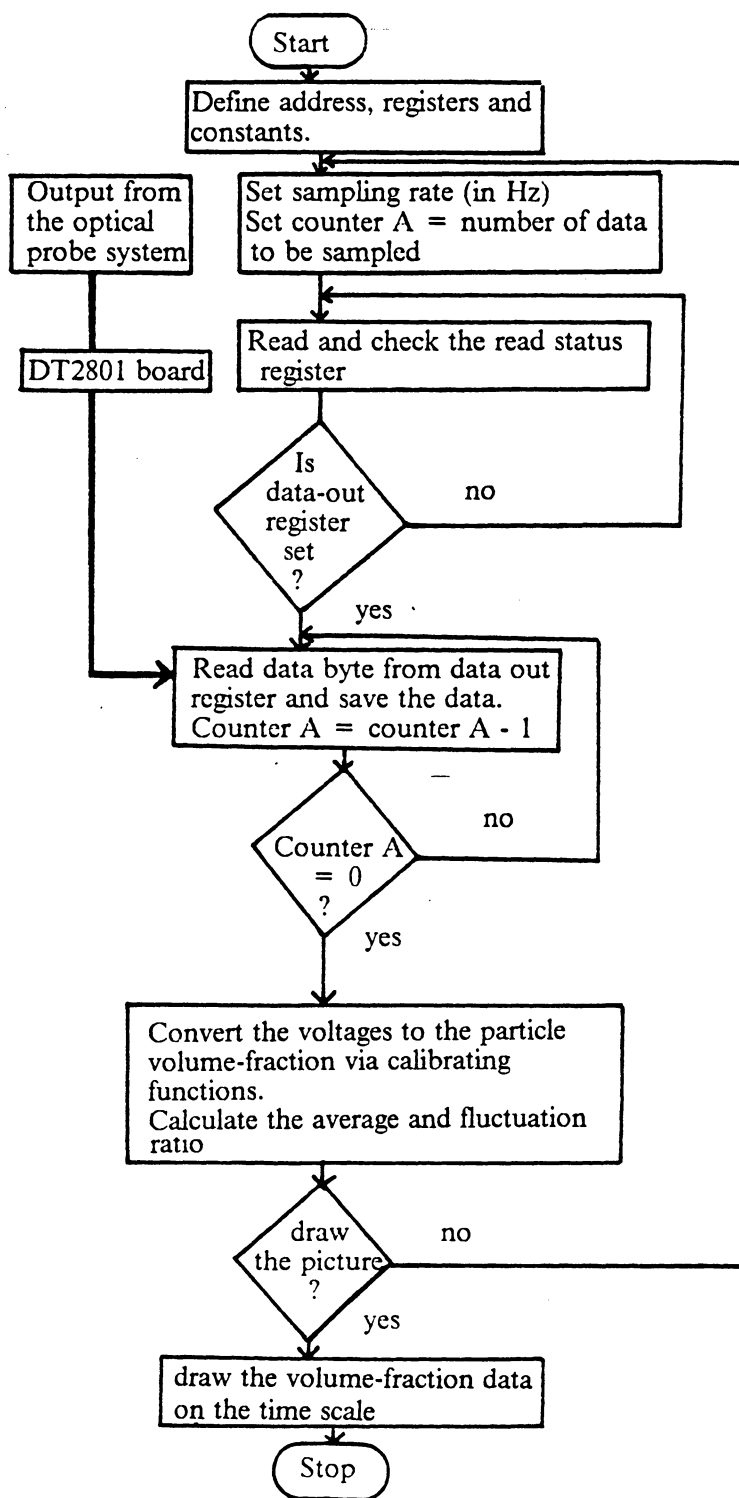 Start
Define address, registers and
constants.
Output from
the optical
probe system
Set sampling rate (in Hz)
Set counter A = number of data
to be sampled
DT2801 board
Read and check the read status
register
Is
data-out
register
set
?
no
yes
Read data byte from data out
register and save the data.
Counter A = counter A - 1
Counter A
= 0
?
no
yes
Convert the voltages to the particle
volume-fraction via calibrating
functions.
Calculate the average and fluctuation
ratio
draw
the picture
?
no
yes
draw the volume-fraction data
on the time scale
Stop